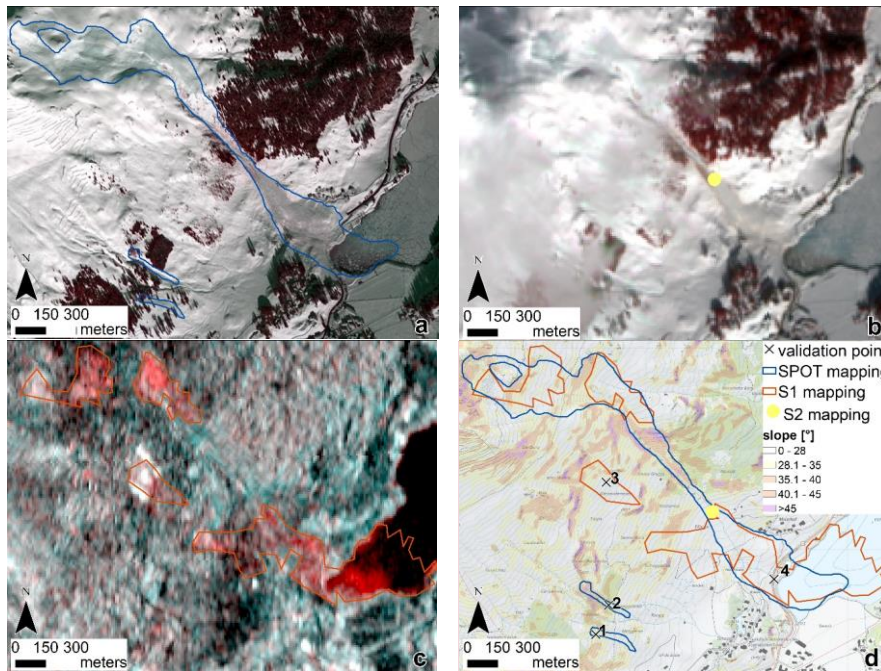 N
0 150 300
meters
a
N
0 150 300
meters
b
N
0 150 300
meters
c
validation poin
SPOT mapping
S1 mapping
S2 mapping
slope [°]
0 - 28
28.1 - 35
35.1 - 40
40.1 - 45
>45
3
4
2
1
N
0 150 300
meters
d